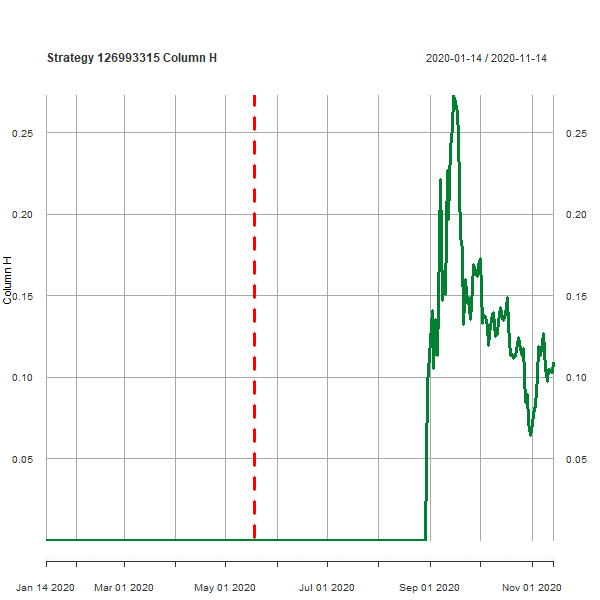 Strategy 126993315 Column H
2020-01-14 / 2020-11-14
Column H
0.25
0.20
0.15
0.10
0.05
0.25
0.20
0.15
0.10
0.05
Jan 14 2020
Mar 01 2020
May 01 2020
Jul 01 2020
Sep 01 2020
Nov 01 2020